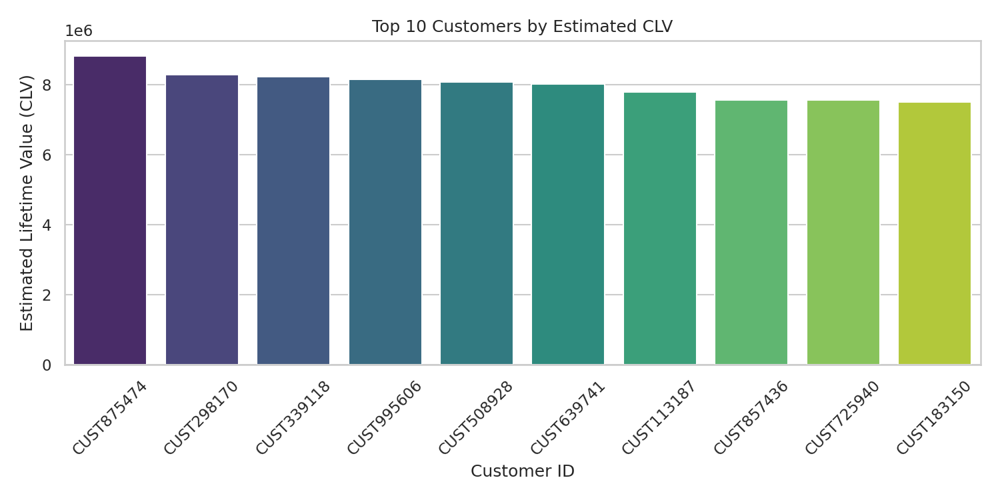 Top 10 Customers by Estimated CLV
1e6
Estimated Lifetime Value (CLV)
8
6
4
2
0
CUST875474
CUST298170
CUST339118
CUST995606
CUST508928
CUST639741
CUST113187
CUST857436
CUST725940
CUST183150
Customer ID